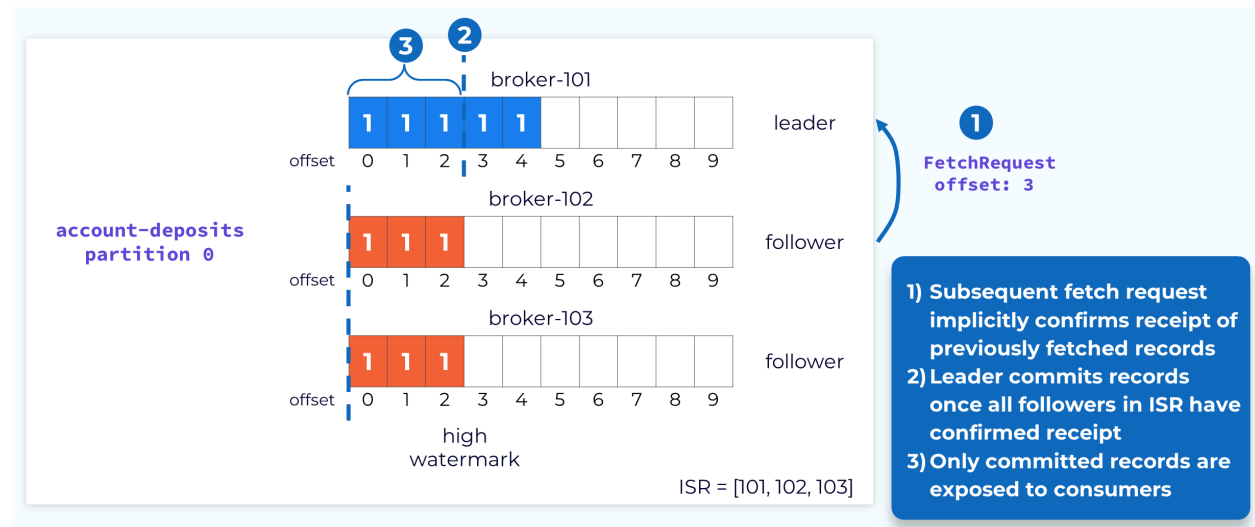 3
2
broker-101
1 1 1 1 1
leader
offset 0 1 2 3 4 5 6 7 8 9
1
FetchRequest
offset: 3
broker-102
account-deposits
partition 0
1 1 1
follower
offset 0 1 2 3 4 5 6 7 8 9
broker-103
1 1 1
follower
offset 0 1 2 3 4 5 6 7 8 9
high
watermark
ISR = [101, 102, 103]
1) Subsequent fetch request
implicitly confirms receipt of
previously fetched records
2) Leader commits records
once all followers in ISR have
confirmed receipt
3) Only committed records are
exposed to consumers